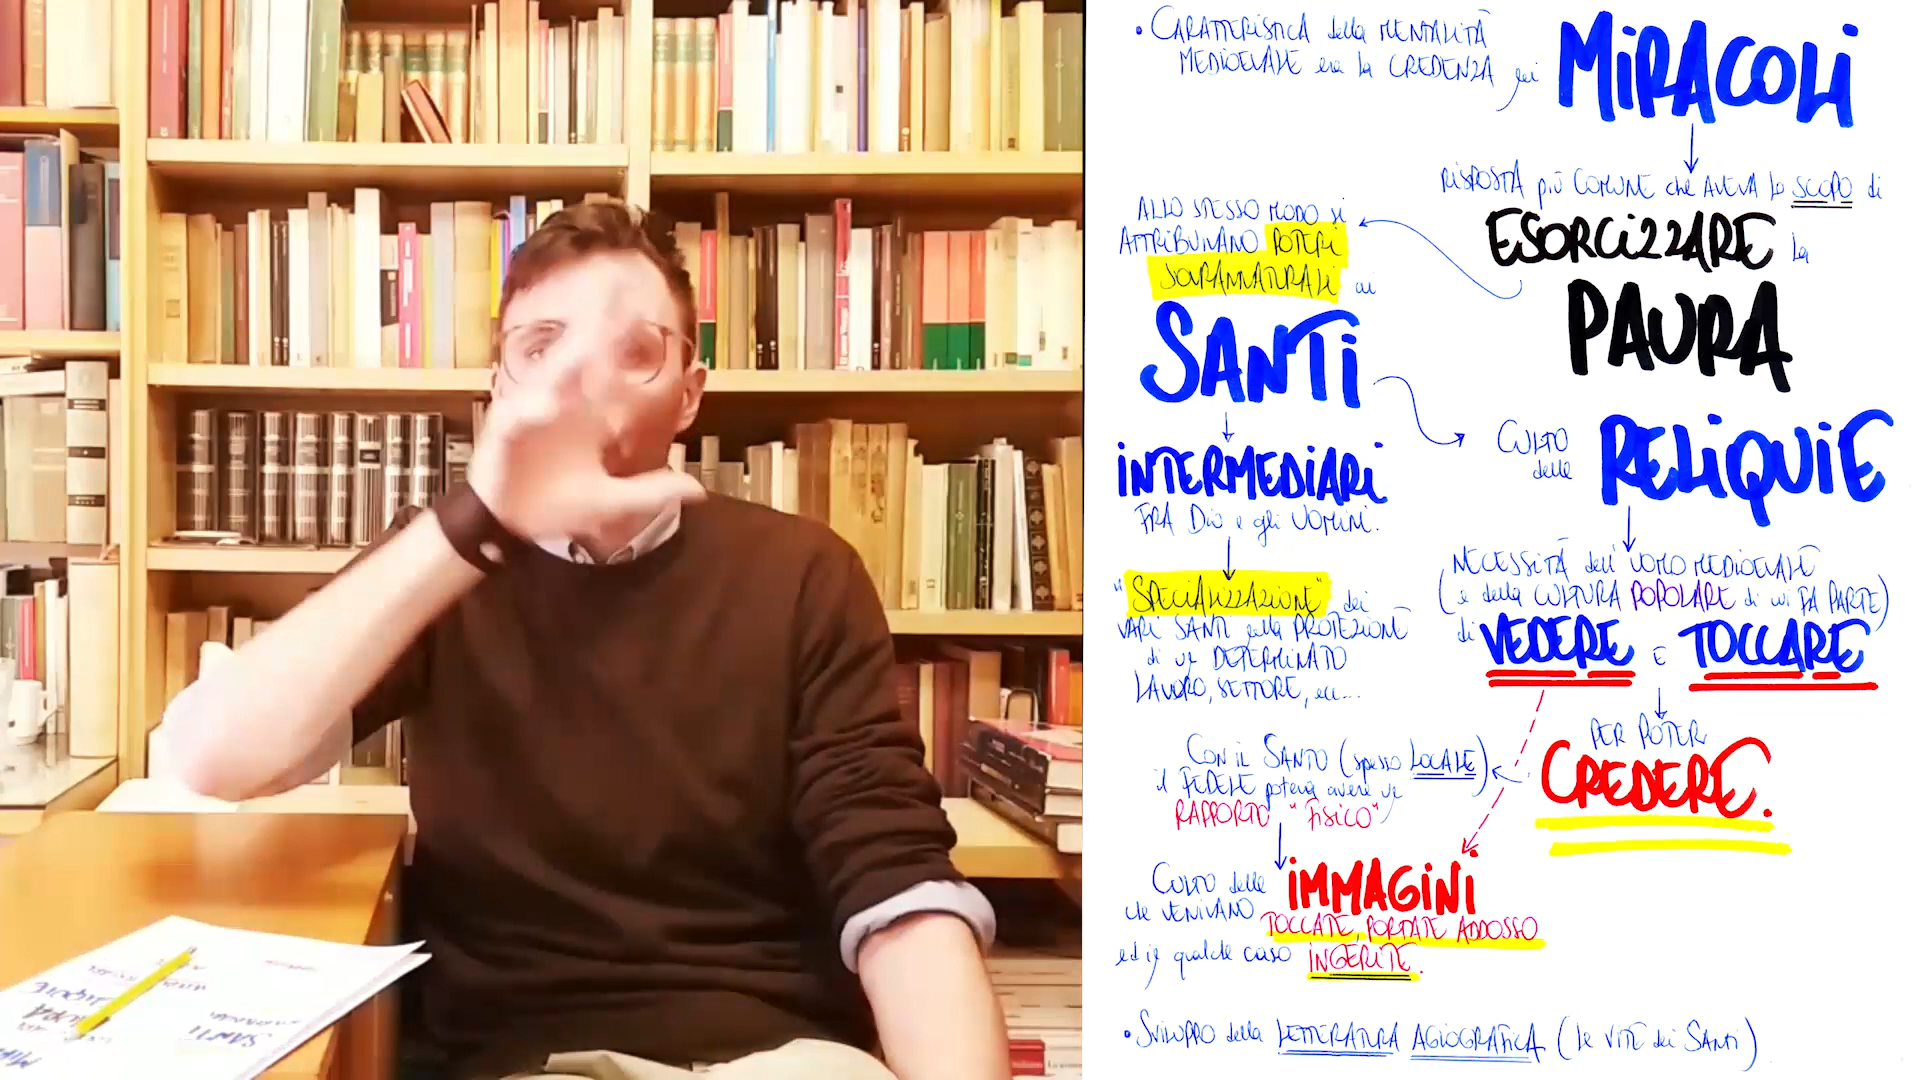 • CARATTERISTICA della MENTALITÀ
MEDIOEVALE era la CREDENZA nei
MiRACOLi
RISPOSTA più COMUNE che AVEVA lo SCOPO di
ESORCiZZARE la
PAURA
ALLO STESSO MODO si
ATTRIBUIVANO POTERI
SOVRANNATURALI ai
SANTi
iNTERMEDiARi
FRA Dio e gli UOMINI.
"SPECIALIZZAZIONE" dei
VARI SANTI nella PROTEZIONE
di un DETERMINATO
LAVORO, SETTORE, ecc...
CULTO
delle
RELiQUiE
NECESSITÀ dell'UOMO MEDIOEVALE
(e della CULTURA POPOLARE di cui FA PARTE)
di VEDERE E TOCCARE
PER POTER
CREDERE.
CON IL SANTO (spesso LOCALE)
il FEDELE poteva avere un
RAPPORTO "FISICO"
CULTO delle iMMAGiNi
che VENIVANO TOCCATE, PORTATE ADDOSSO
ed in qualche caso INGERITE.
• SVILUPPO della LETTERATURA AGIOGRAFICA (le VITE dei SANTI)
SANTI